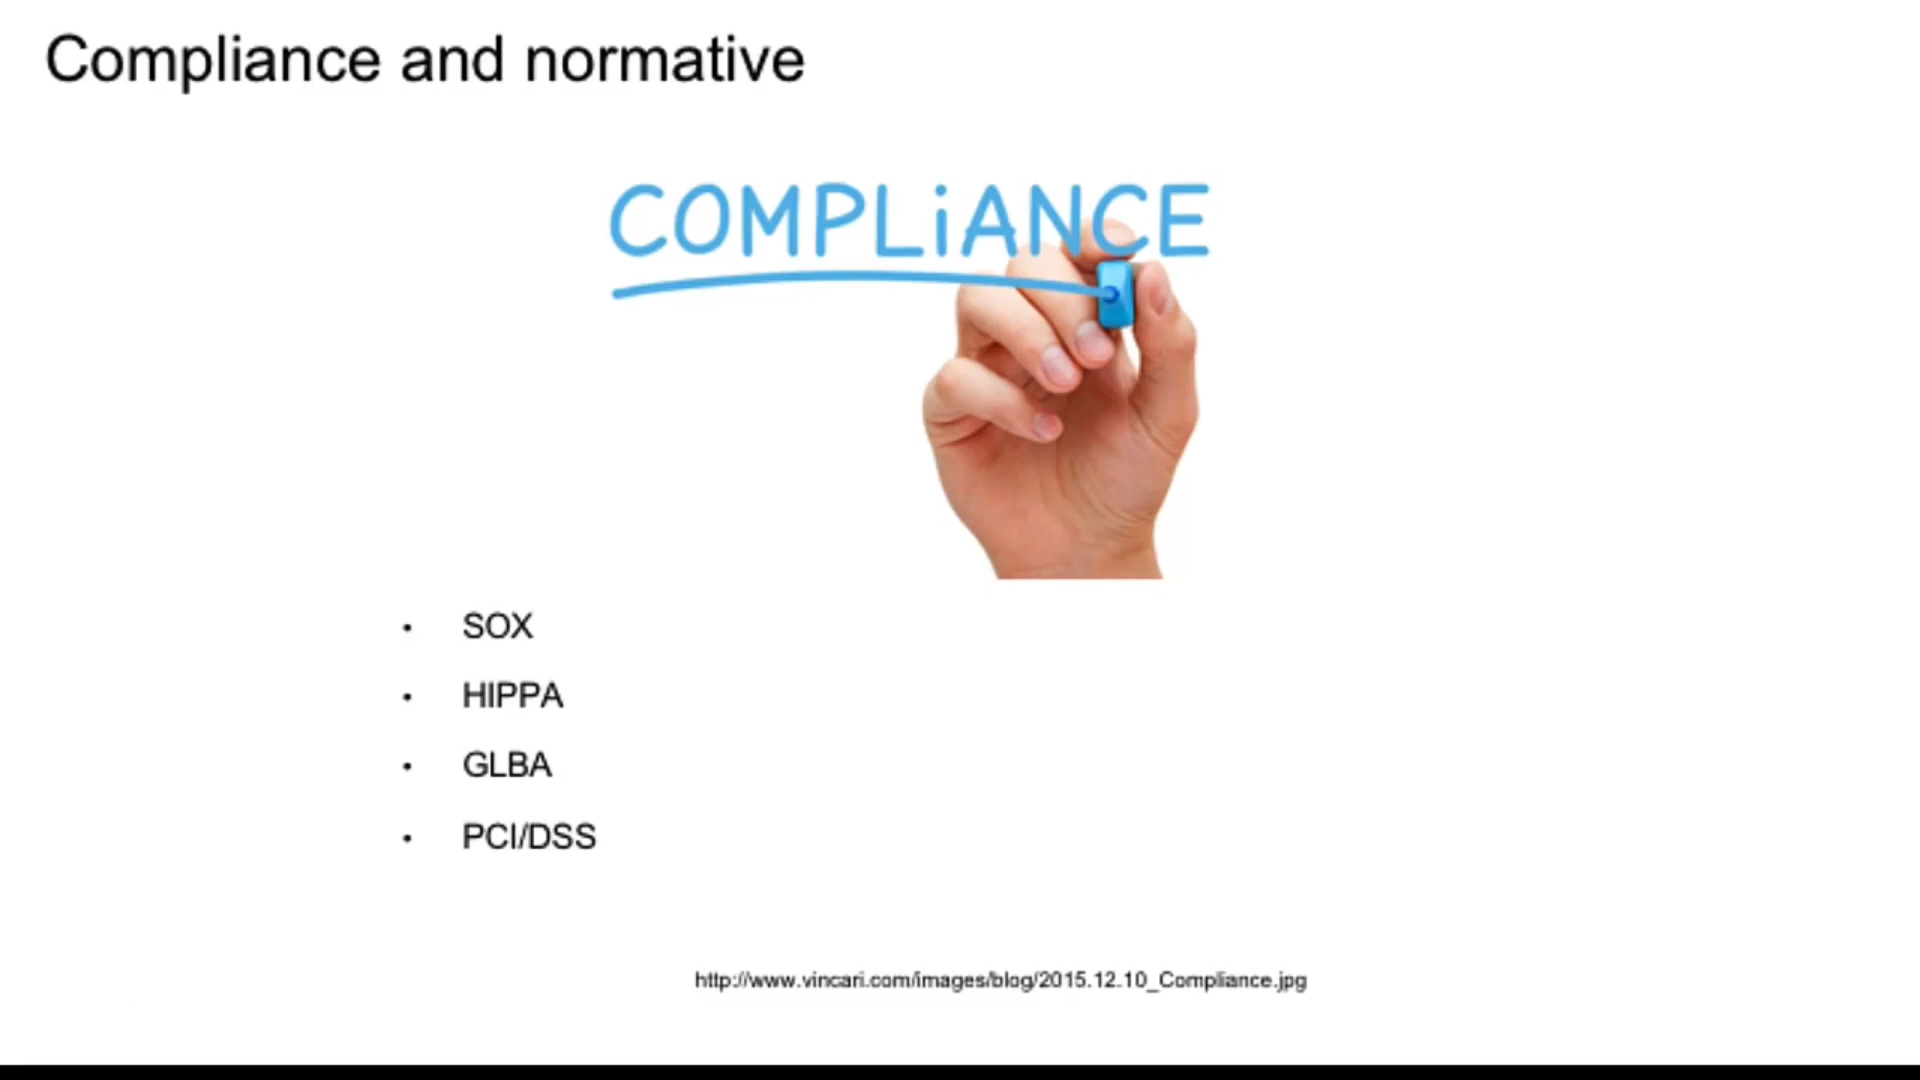 Compliance and normative
COMPLiANCE
• SOX
• HIPPA
• GLBA
• PCI/DSS
http://www.vincari.com/images/blog/2015.12.10_Compliance.jpg